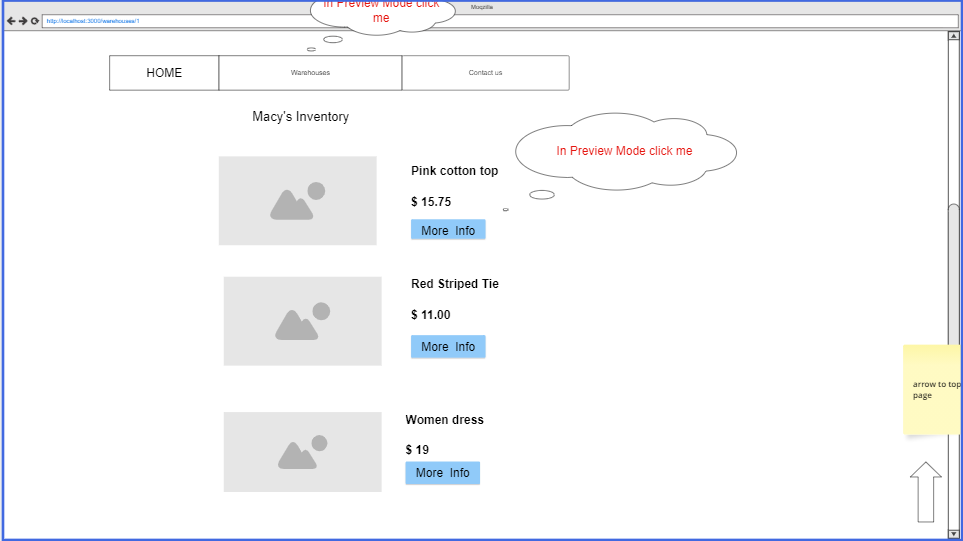 Moqzilla
In Preview Mode click
me
http://localhost:3000/warehouses/1
HOME
Warehouses
Contact us
Macy's Inventory
In Preview Mode click me
Pink cotton top
$ 15.75
More Info
Red Striped Tie
$ 11.00
More Info
arrow to top
page
Women dress
$ 19
More Info